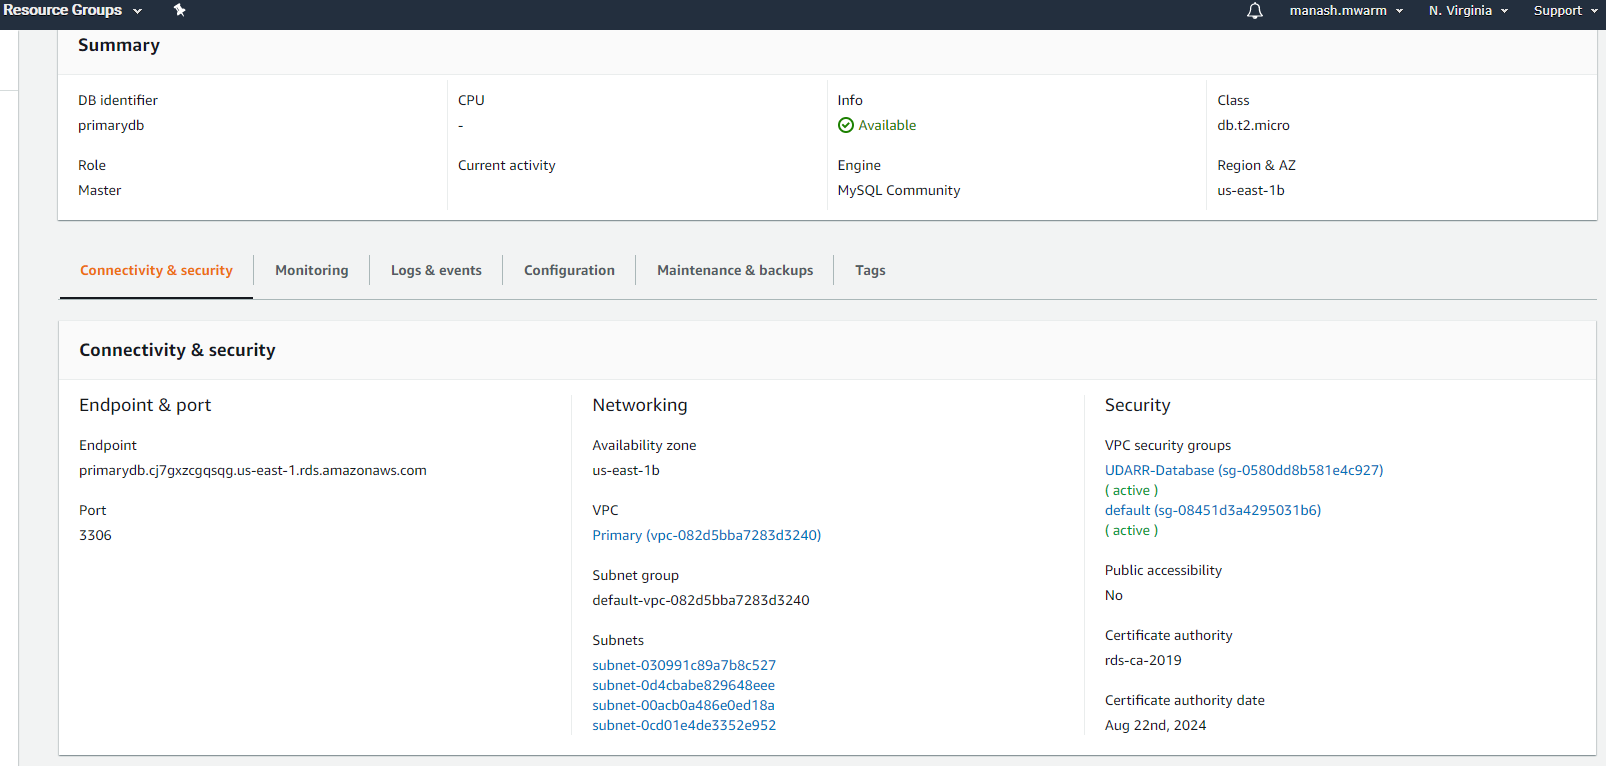 Resource Groups
manash.mwarm
N. Virginia
Support
Summary
DB identifier
primarydb
CPU
-
Info
Available
Class
db.t2.micro
Role
Master
Current activity
Engine
MySQL Community
Region & AZ
us-east-1b
Connectivity & security
Monitoring
Logs & events
Configuration
Maintenance & backups
Tags
Connectivity & security
Endpoint & port
Endpoint
primarydb.cj7gxzcgqsqg.us-east-1.rds.amazonaws.com
Port
3306
Networking
Availability zone
us-east-1b
VPC
Primary (vpc-082d5bba7283d3240)
Subnet group
default-vpc-082d5bba7283d3240
Subnets
subnet-030991c89a7b8c527
subnet-0d4cbabe829648eee
subnet-00acb0a486e0ed18a
subnet-0cd01e4de3352e952
Security
VPC security groups
UDARR-Database (sg-0580dd8b581e4c927)
( active )
default (sg-08451d3a4295031b6)
( active )
Public accessibility
No
Certificate authority
rds-ca-2019
Certificate authority date
Aug 22nd, 2024